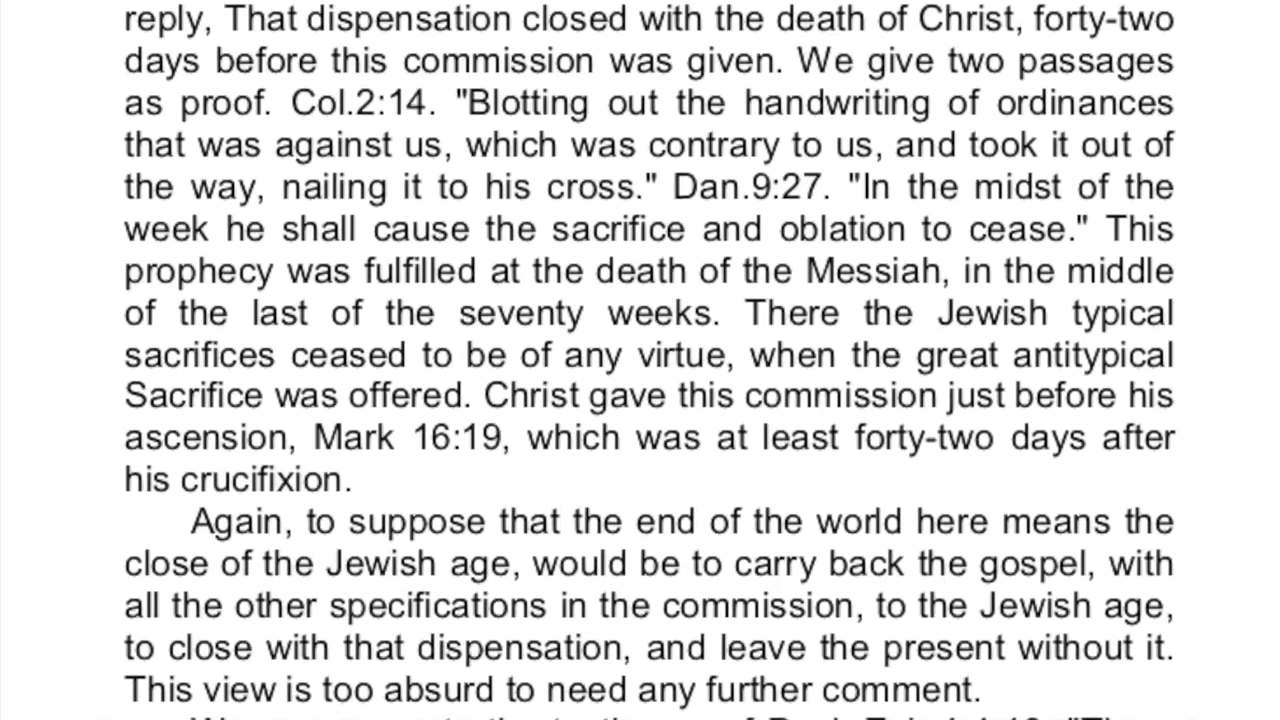 reply, That dispensation closed with the death of Christ, forty-two
days before this commission was given. We give two passages
as proof. Col.2:14. "Blotting out the handwriting of ordinances
that was against us, which was contrary to us, and took it out of
the way, nailing it to his cross." Dan.9:27. "In the midst of the
week he shall cause the sacrifice and oblation to cease." This
prophecy was fulfilled at the death of the Messiah, in the middle
of the last of the seventy weeks. There the Jewish typical
sacrifices ceased to be of any virtue, when the great antitypical
Sacrifice was offered. Christ gave this commission just before his
ascension, Mark 16:19, which was at least forty-two days after
his crucifixion.
Again, to suppose that the end of the world here means the
close of the Jewish age, would be to carry back the gospel, with
all the other specifications in the commission, to the Jewish age,
to close with that dispensation, and leave the present without it.
This view is too absurd to need any further comment.